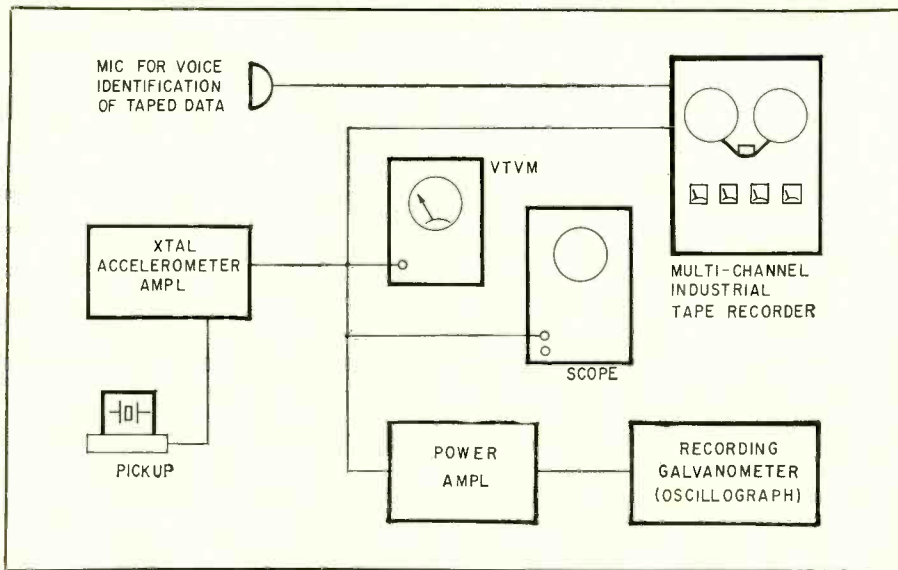 MIC FOR VOICE
IDENTIFICATION
OF TAPED DATA
VTVM
XTAL
ACCELEROMETER
AMPL
MULTI-CHANNEL
INDUSTRIAL
TAPE RECORDER
SCOPE
PICKUP
POWER
AMPL
RECORDING
GALVANOMETER
(OSCILLOGRAPH)